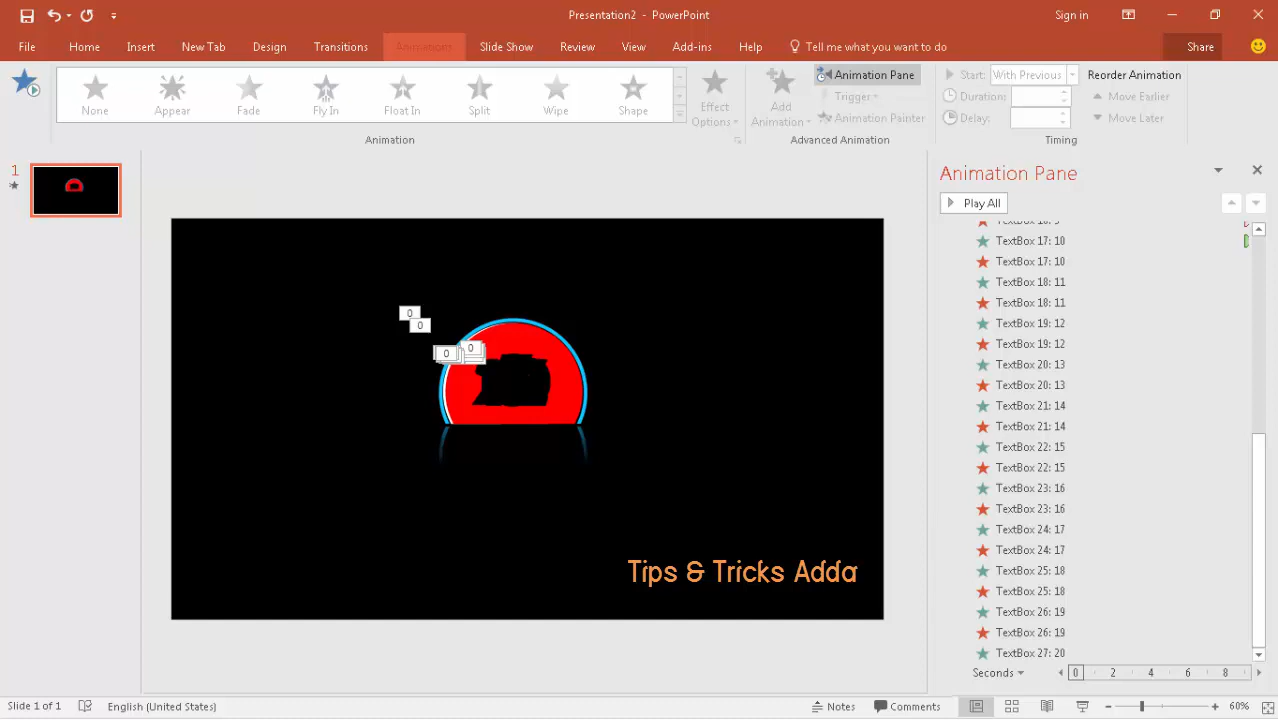 Presentation2 - PowerPoint
Sign in
File
Home
Insert
New Tab
Design
Transitions
Animations
Slide Show
Review
View
Add-ins
Help
Tell me what you want to do
Share
None
Appear
Fade
Fly In
Float In
Split
Wipe
Shape
Effect
Options
Add
Animation
Animation Pane
Trigger
Animation Painter
Start:
With Previous
Duration:
Delay:
Reorder Animation
Move Earlier
Move Later
Animation
Advanced Animation
Timing
1
0
0
0
0
Tips & Tricks Adda
Animation Pane
Play All
TextBox 17: 10
TextBox 17: 10
TextBox 18: 11
TextBox 18: 11
TextBox 19: 12
TextBox 19: 12
TextBox 20: 13
TextBox 20: 13
TextBox 21: 14
TextBox 21: 14
TextBox 22: 15
TextBox 22: 15
TextBox 23: 16
TextBox 23: 16
TextBox 24: 17
TextBox 24: 17
TextBox 25: 18
TextBox 25: 18
TextBox 26: 19
TextBox 26: 19
TextBox 27: 20
Seconds
0 2 4 6 8
Slide 1 of 1
English (United States)
Notes
Comments
60%